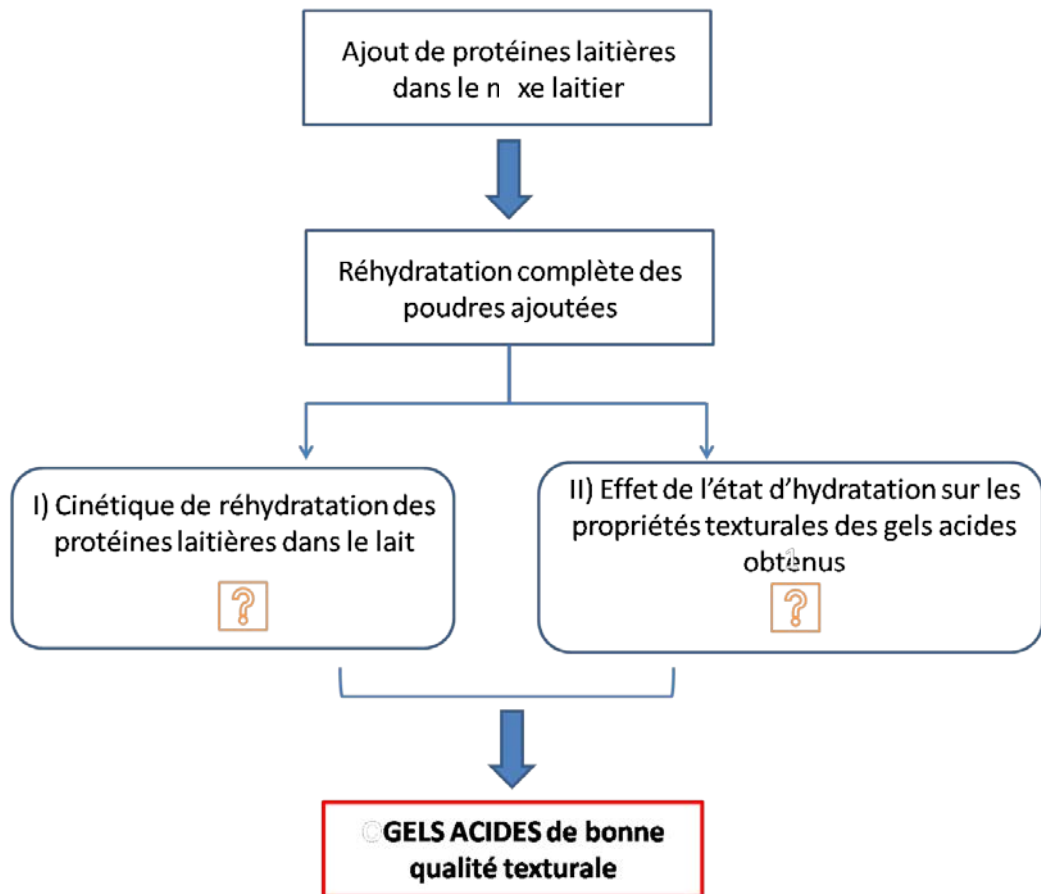 Ajout de protéines laitières
dans le laitier
Réhydratation complète des
poudres ajoutées
I) Cinétique de réhydratation des
protéines laitières dans le lait
?
II) Effet de l’état d’hydratation sur les
propriétés texturales des gels acides
obtenus
?
GELS ACIDES de bonne
qualité texturale